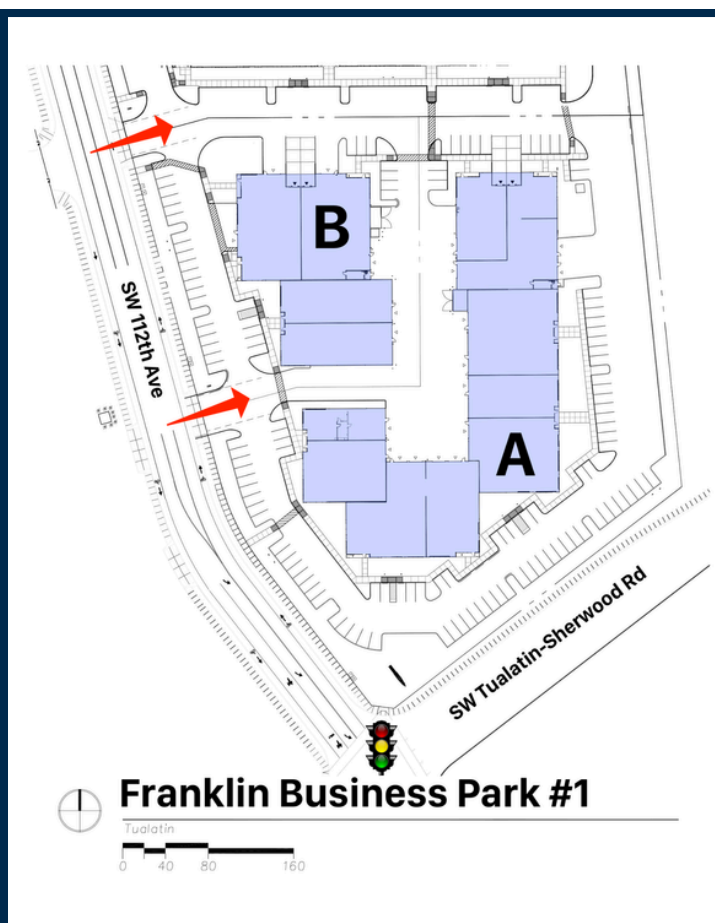 B
SW 112th Ave
A
SW Tualatin-Sherwood Rd
Franklin Business Park #1
Tualatin
0 40 80 160